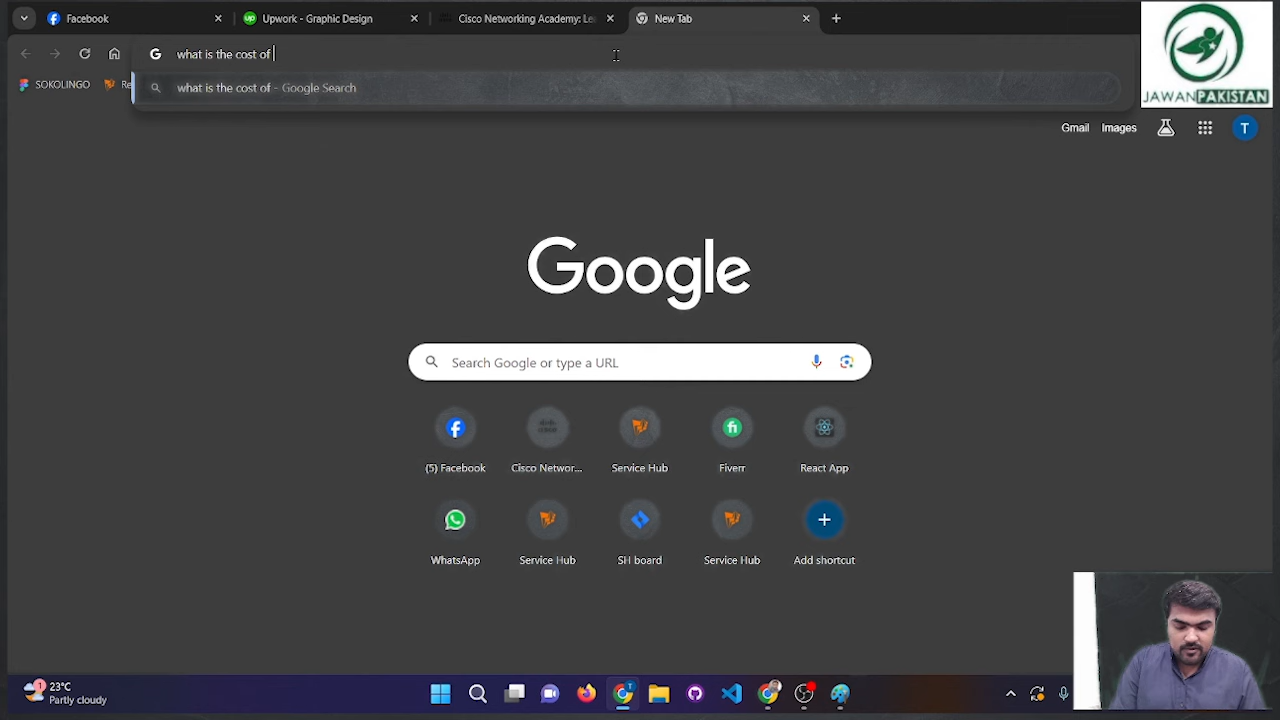 Facebook
Upwork - Graphic Design
Cisco Networking Academy: Le
New Tab
what is the cost of
SOKOLINGO
Re
what is the cost of - Google Search
JAWANPAKISTAN
Gmail
Images
T
Google
Search Google or type a URL
(5) Facebook
Cisco Networ...
Service Hub
Fiverr
React App
WhatsApp
Service Hub
SH board
Service Hub
Add shortcut
23°C
Partly cloudy